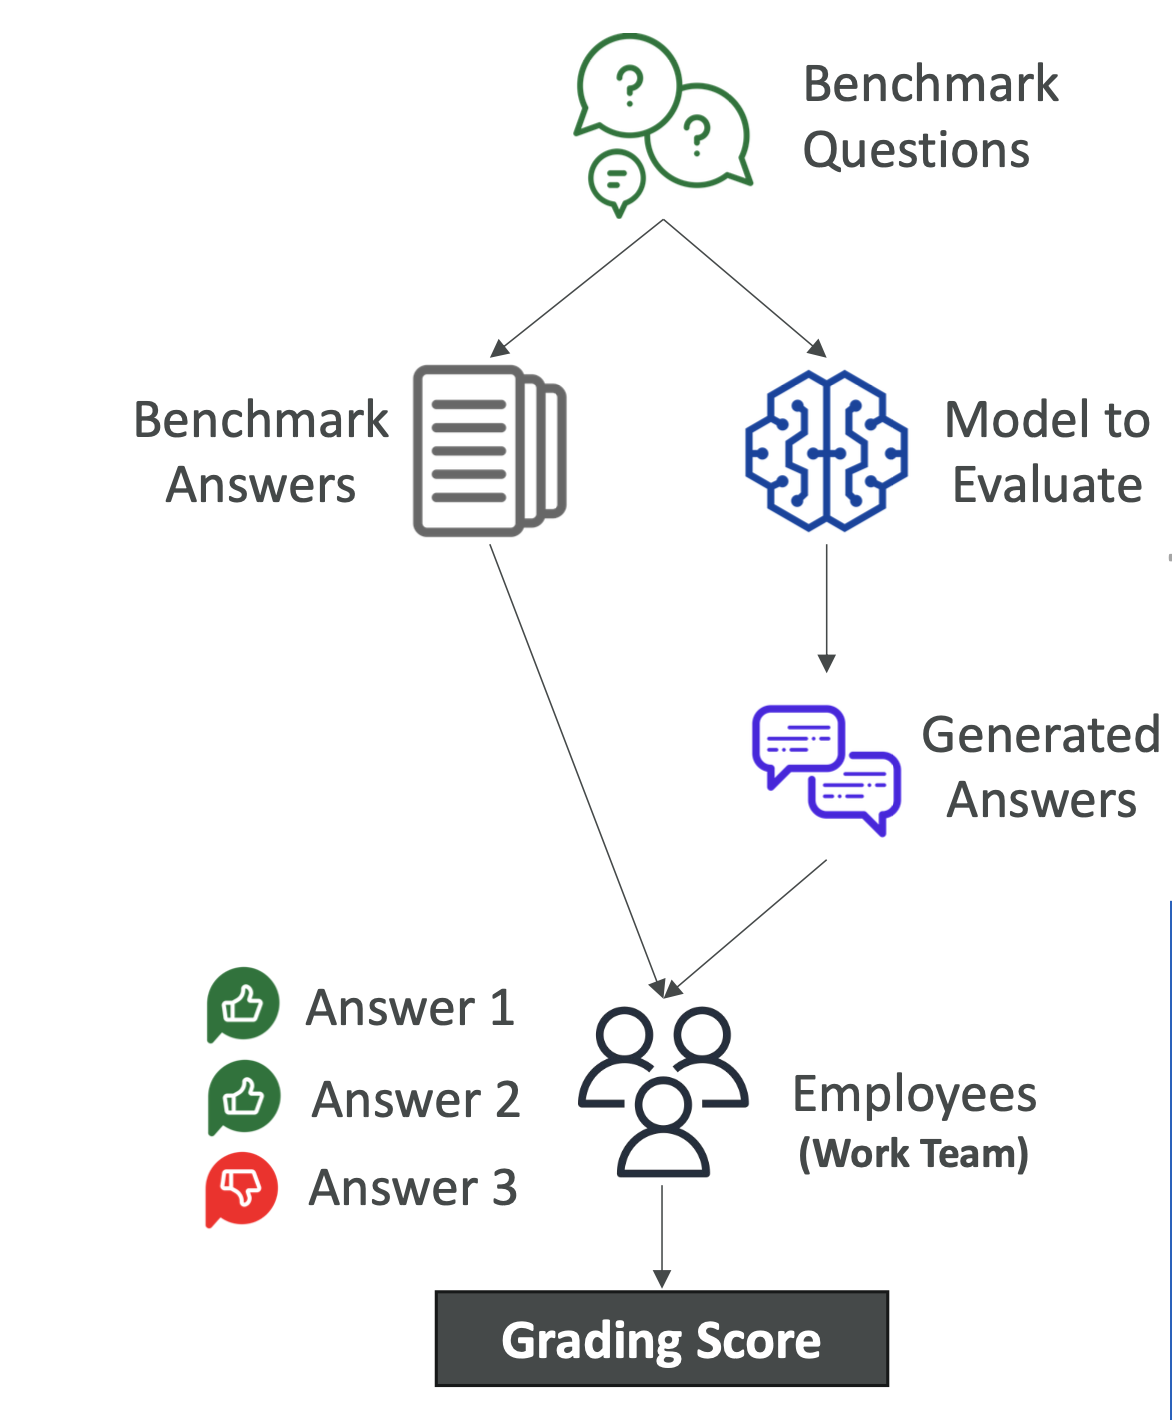 Benchmark
Questions
Benchmark
Answers
Model to
Evaluate
Generated
Answers
Answer 1
Answer 2
Answer 3
Employees
(Work Team)
Grading Score